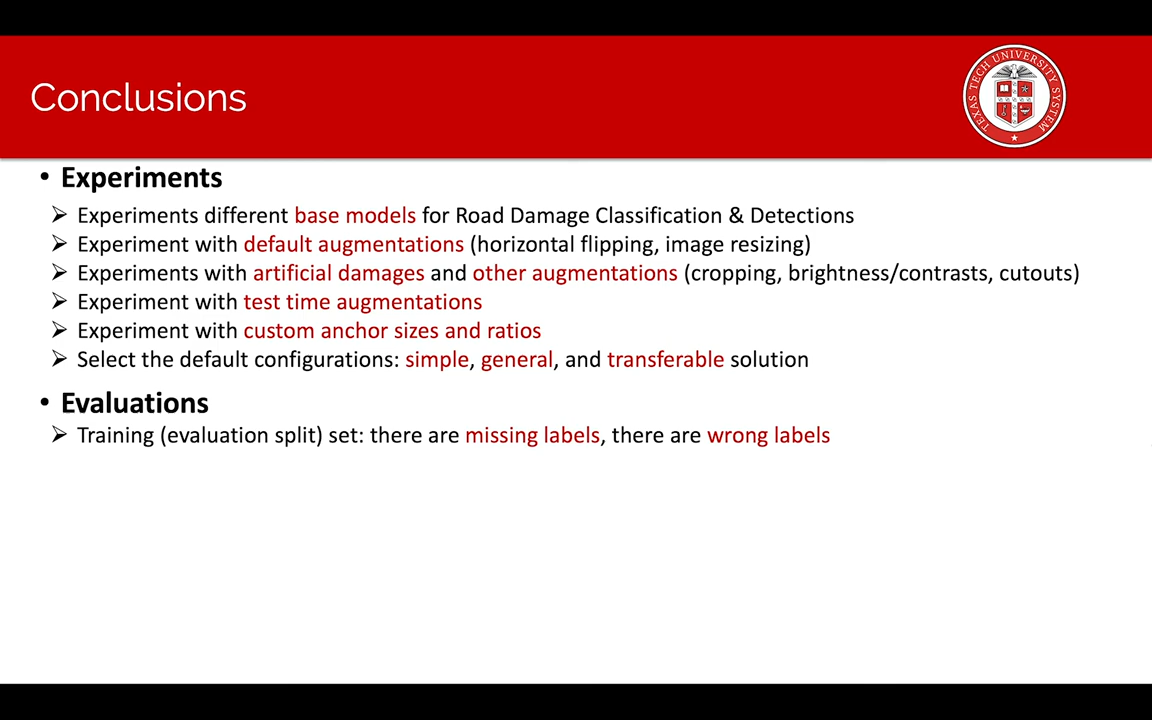 Conclusions
TEXAS TECH UNIVERSITY SYSTEM
• Experiments
➢ Experiments different base models for Road Damage Classification & Detections
➢ Experiment with default augmentations (horizontal flipping, image resizing)
➢ Experiments with artificial damages and other augmentations (cropping, brightness/contrasts, cutouts)
➢ Experiment with test time augmentations
➢ Experiment with custom anchor sizes and ratios
➢ Select the default configurations: simple, general, and transferable solution
• Evaluations
➢ Training (evaluation split) set: there are missing labels, there are wrong labels